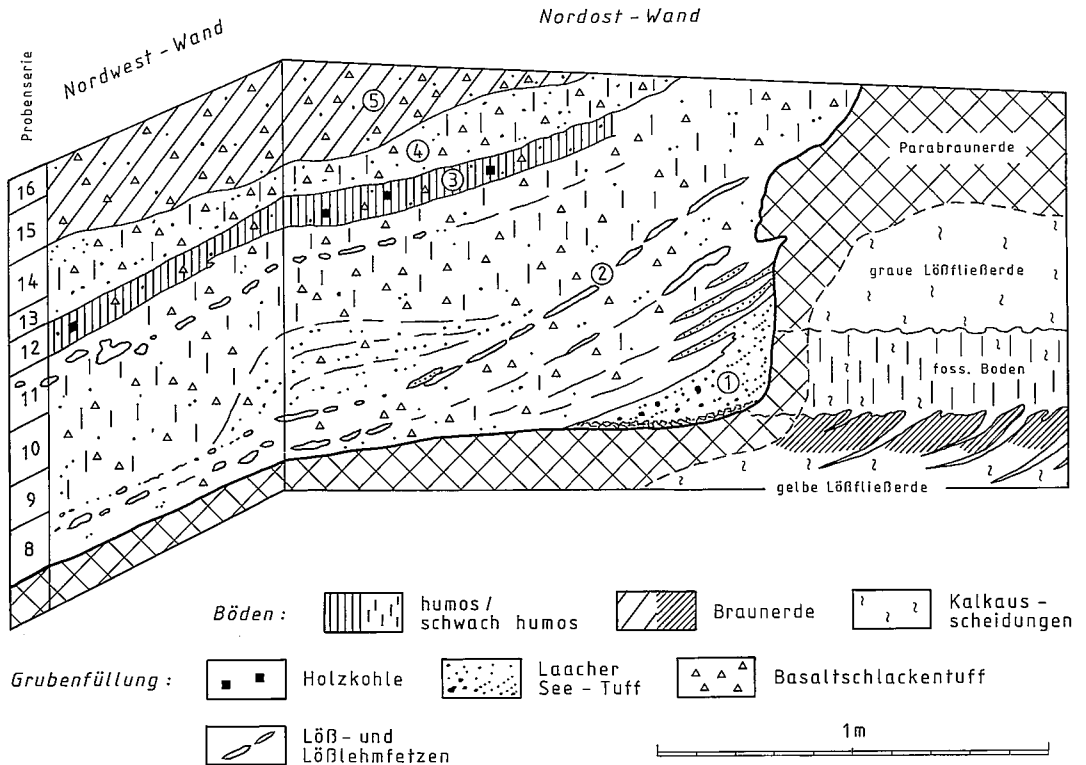 Nordost - Wand
Nordwest - Wand
Probenserie
16
15
14
13
12
11
10
9
8
5
4
3
2
1
Parabraunerde
graue Lößfließerde
foss. Boden
gelbe Lößfließerde
Böden :
humos /
schwach humos
Braunerde
Kalkaus -
scheidungen
Grubenfüllung :
Holzkohle
Laacher
See - Tuff
Basaltschlackentuff
Löß - und
Lößlehmfetzen
1m